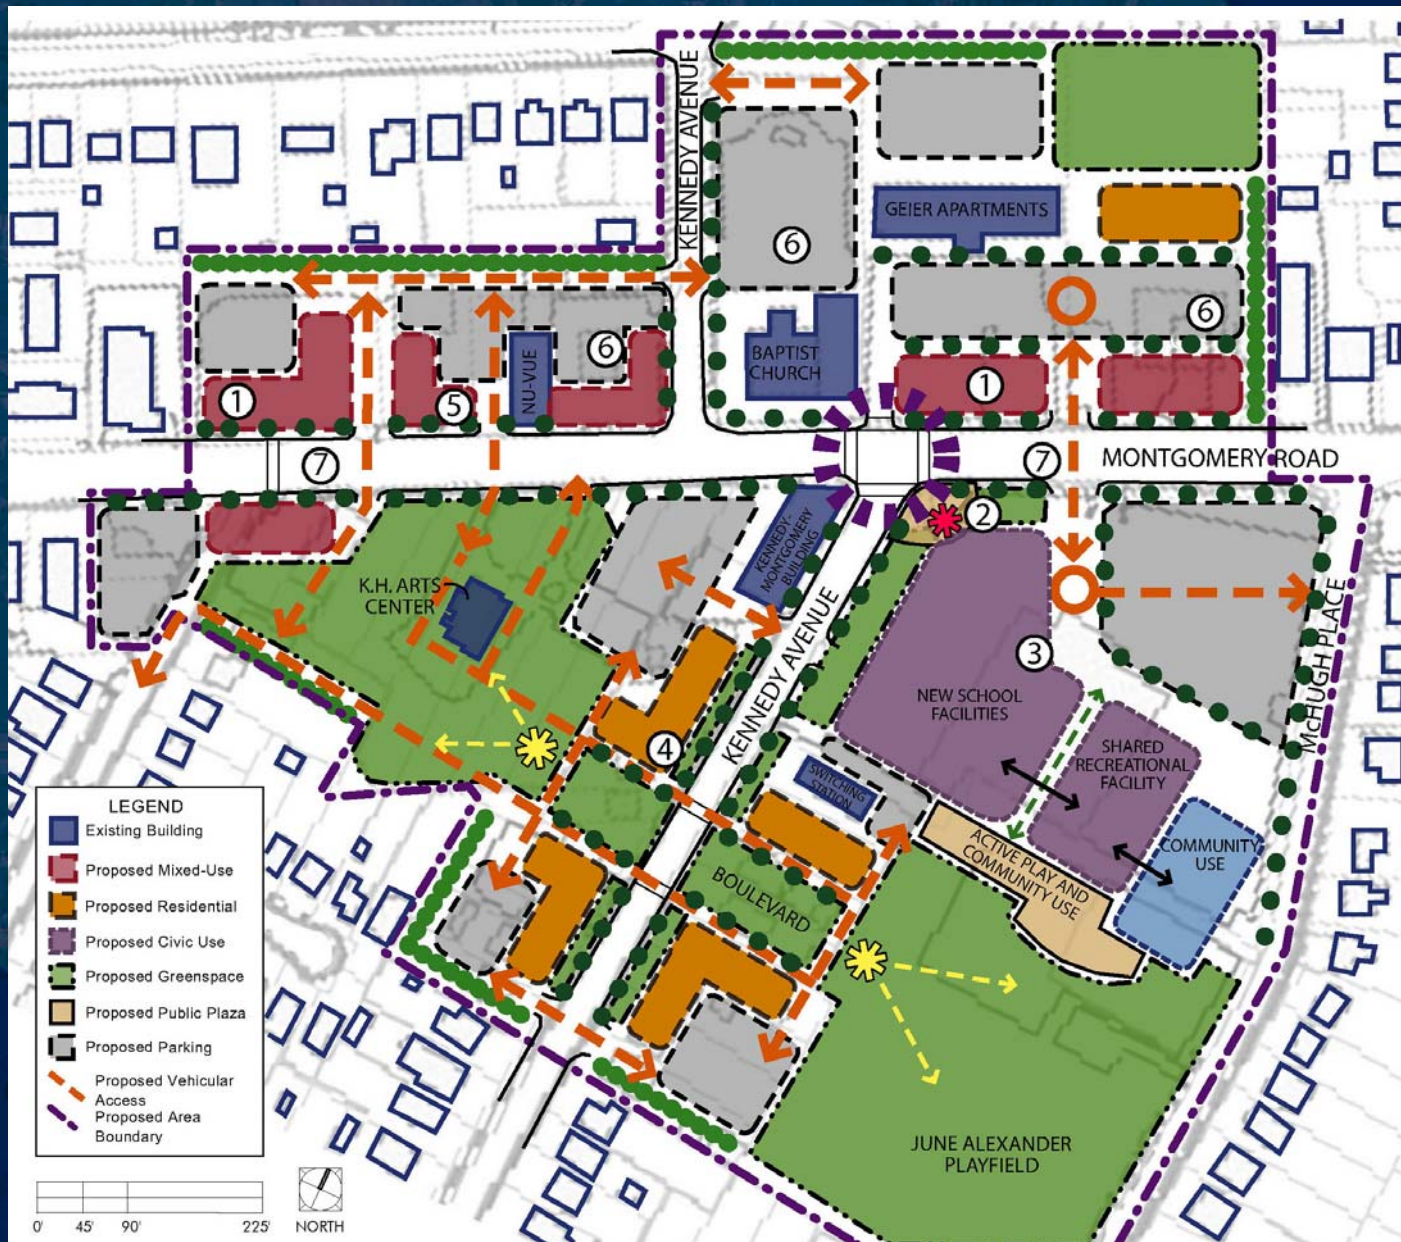 KENNEDY AVENUE
6
GEIER APARTMENTS
6
BAPTIST
CHURCH
1
5
NU-VUE
6
1
7
7
MONTGOMERY ROAD
2
KENNEDY-
MONTGOMERY
BUILDING
K.H. ARTS
CENTER
KENNEDY AVENUE
3
NEW SCHOOL
FACILITIES
McHUGH PLACE
4
SHARED
RECREATIONAL
FACILITY
SWITCHING
STATION
ACTIVE PLAY AND
COMMUNITY USE
COMMUNITY
USE
BOULEVARD
JUNE ALEXANDER
PLAYFIELD
LEGEND
Existing Building
Proposed Mixed-Use
Proposed Residential
Proposed Civic Use
Proposed Greenspace
Proposed Public Plaza
Proposed Parking
Proposed Vehicular
Access
Proposed Area
Boundary
0' 45' 90' 225'
NORTH